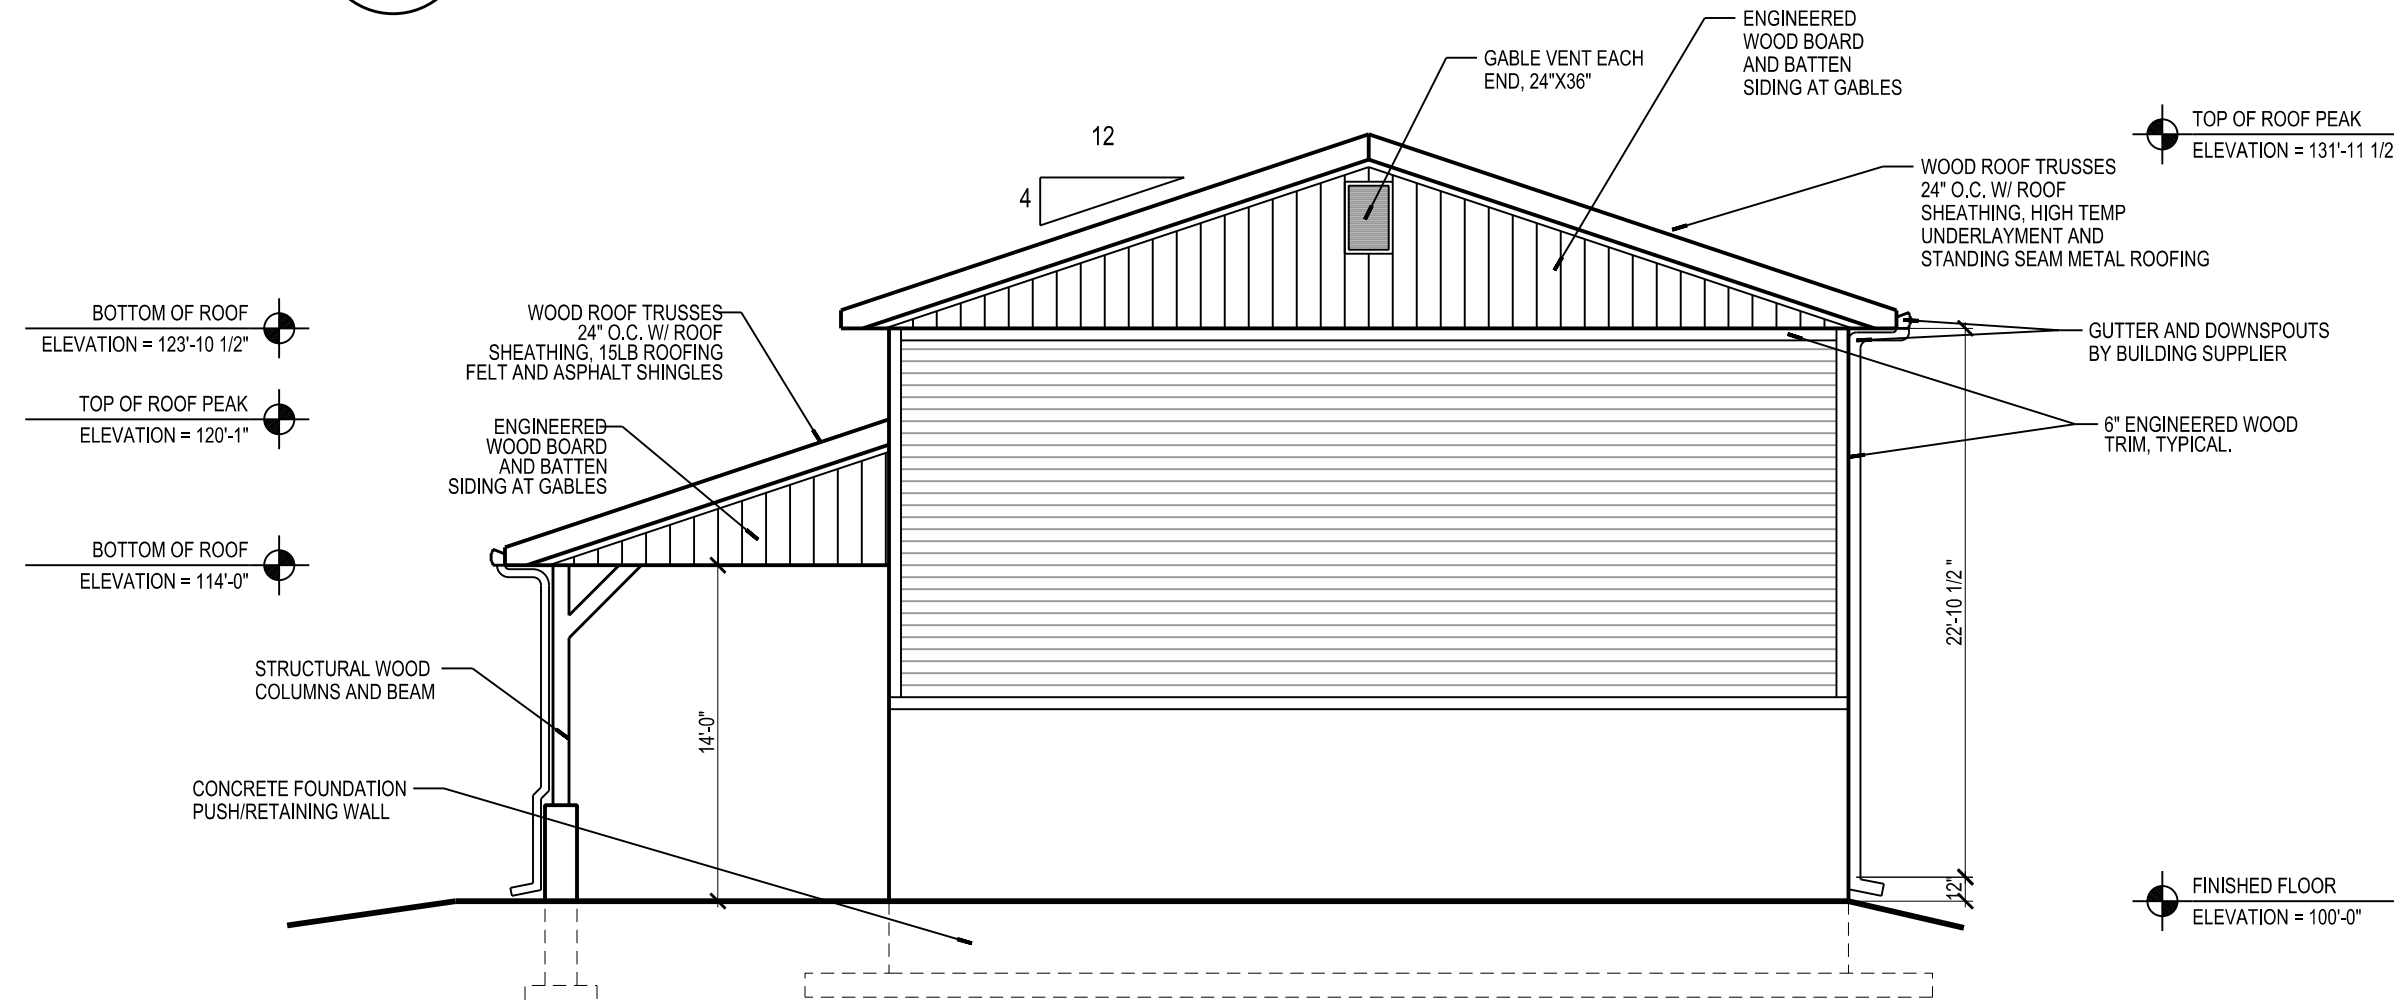 ENGINEERED
WOOD BOARD
AND BATTEN
SIDING AT GABLES
GABLE VENT EACH
END, 24"X36"
12
4
TOP OF ROOF PEAK
ELEVATION = 131'-11 1/2
WOOD ROOF TRUSSES
24" O.C. W/ ROOF
SHEATHING, HIGH TEMP
UNDERLAYMENT AND
STANDING SEAM METAL ROOFING
BOTTOM OF ROOF
ELEVATION = 123'-10 1/2"
WOOD ROOF TRUSSES
24" O.C. W/ ROOF
SHEATHING, 15LB ROOFING
FELT AND ASPHALT SHINGLES
GUTTER AND DOWNSPOUTS
BY BUILDING SUPPLIER
TOP OF ROOF PEAK
ELEVATION = 120'-1"
ENGINEERED
WOOD BOARD
AND BATTEN
SIDING AT GABLES
6" ENGINEERED WOOD
TRIM, TYPICAL.
BOTTOM OF ROOF
ELEVATION = 114'-0"
22'-10 1/2 "
STRUCTURAL WOOD
COLUMNS AND BEAM
14'-0"
CONCRETE FOUNDATION
PUSH/RETAINING WALL
12"
FINISHED FLOOR
ELEVATION = 100'-0"